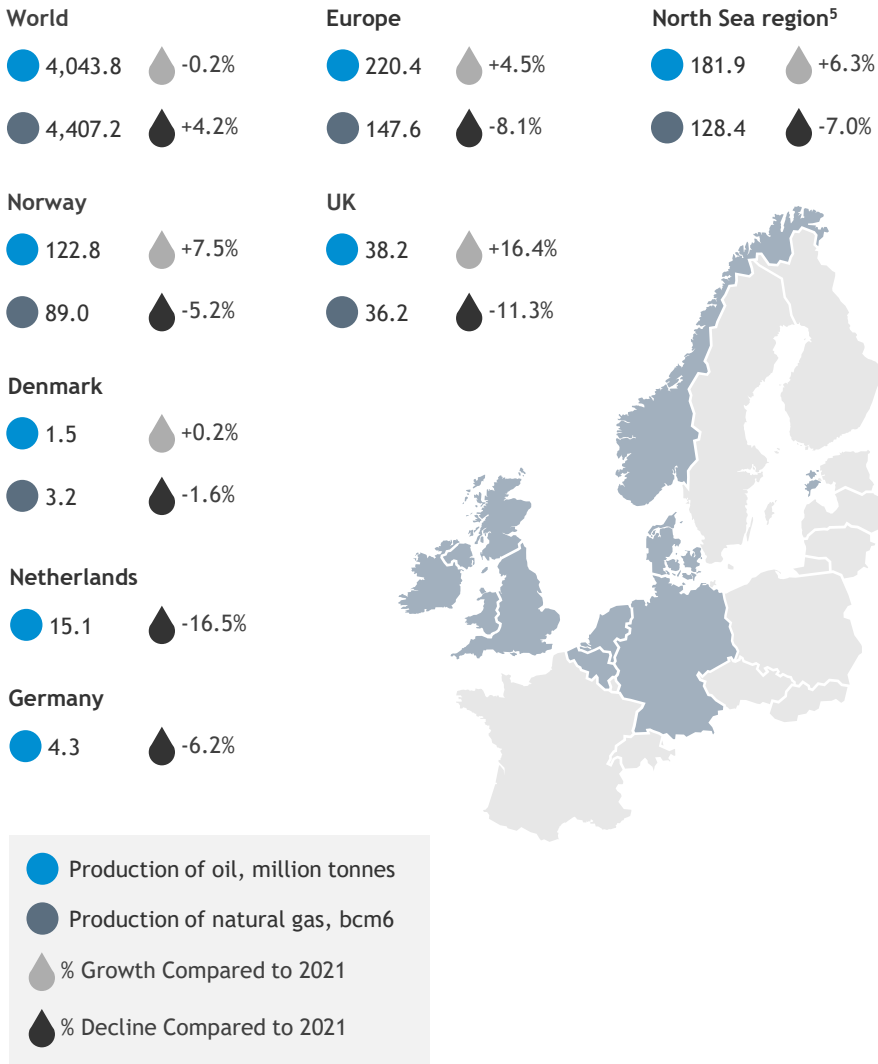 World
4,043.8 -0.2%
4,407.2 +4.2%
Europe
220.4 +4.5%
147.6 -8.1%
North Sea region⁵
181.9 +6.3%
128.4 -7.0%
Norway
122.8 +7.5%
89.0 -5.2%
UK
38.2 +16.4%
36.2 -11.3%
Denmark
1.5 +0.2%
3.2 -1.6%
Netherlands
15.1 -16.5%
Germany
4.3 -6.2%
Production of oil, million tonnes
Production of natural gas, bcm6
% Growth Compared to 2021
% Decline Compared to 2021